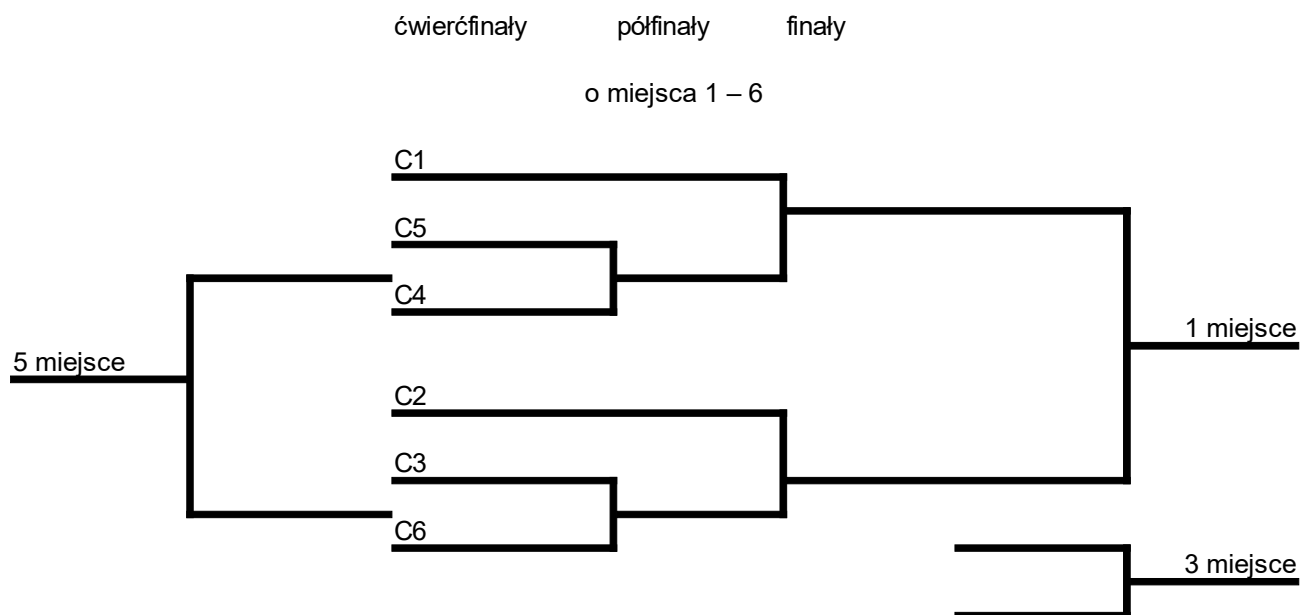 ćwierćfinały półfinały finały
o miejsca 1 – 6
C1
C5
C4
1 miejsce
5 miejsce
C2
C3
C6
3 miejsce